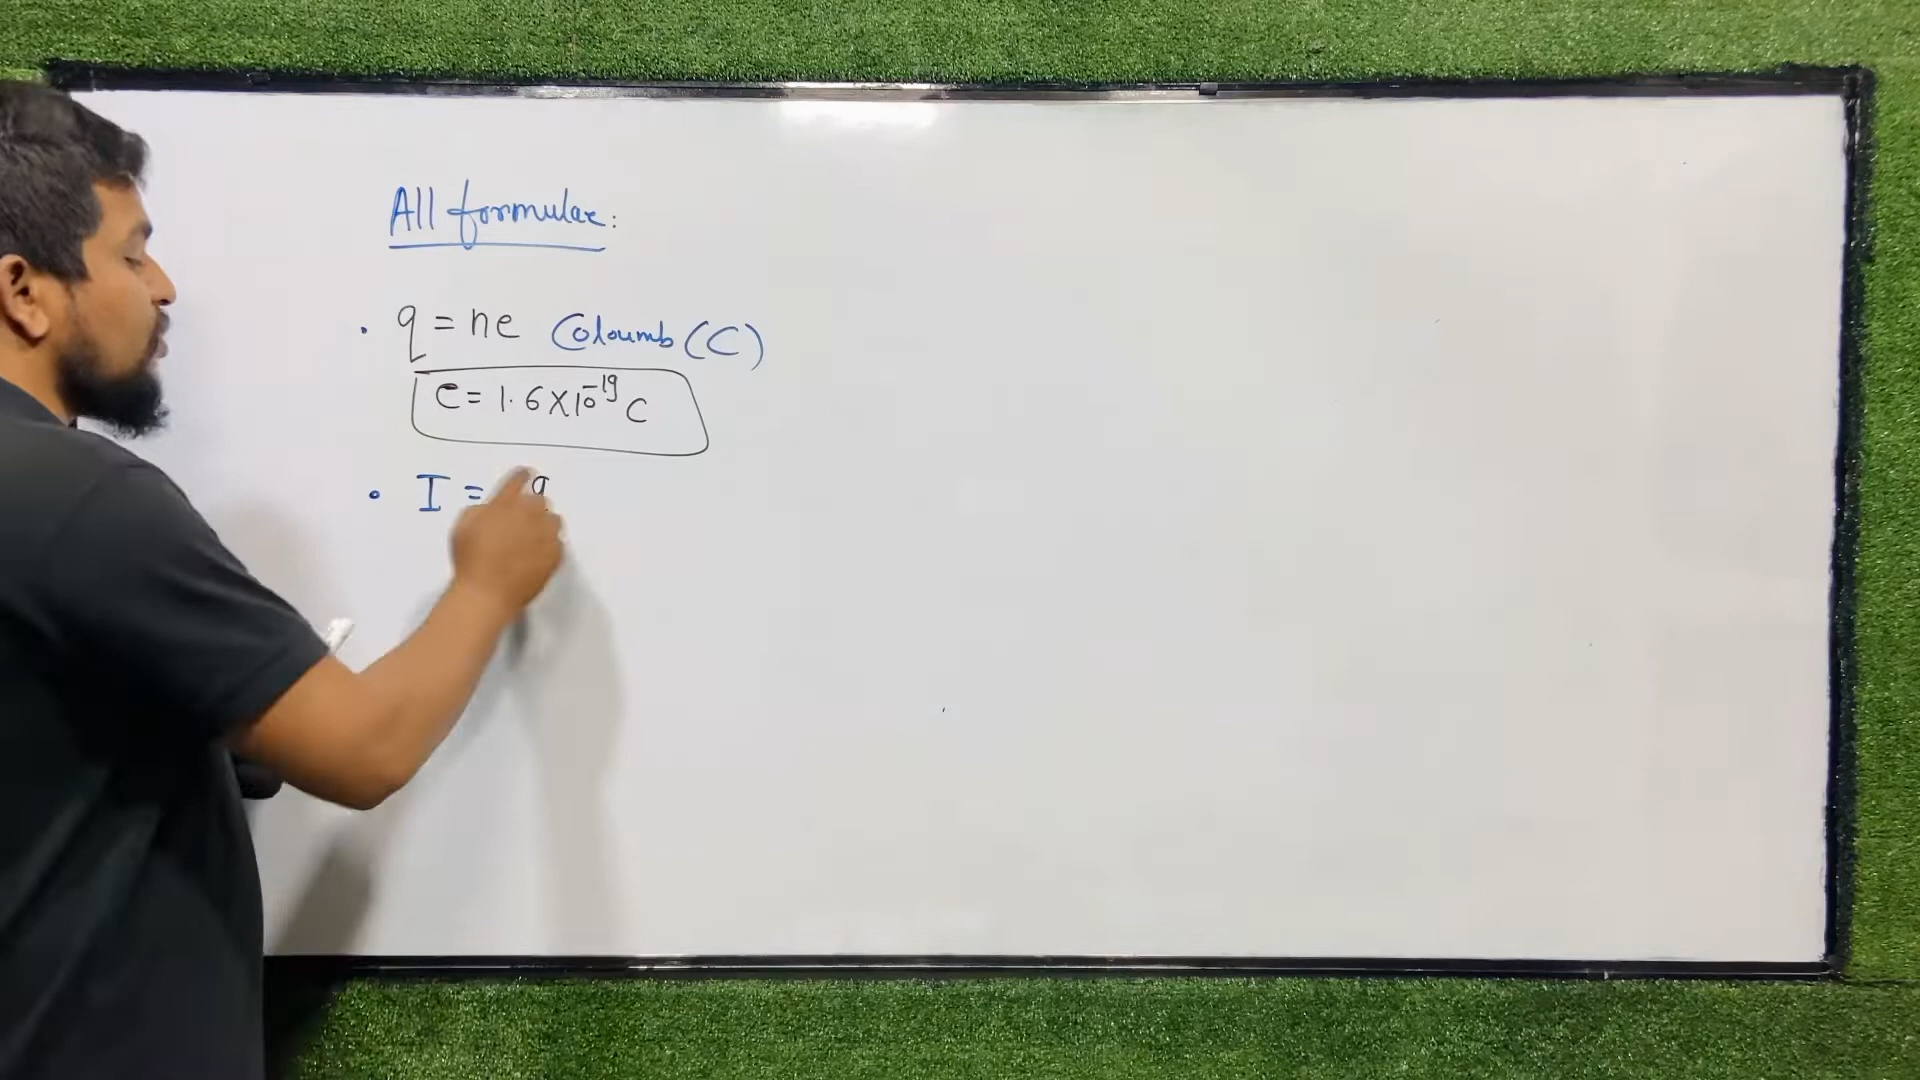 All formulae:
• q = ne Coloumb (C)
e = 1.6 X 10⁻¹⁹ C
• I = q